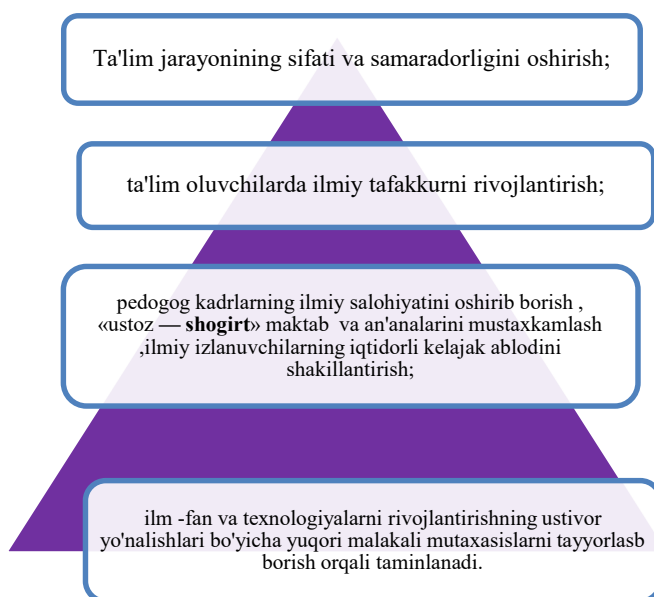 Ta'lim jarayonining sifati va samaradorligini oshirish;
ta'lim oluvchilarda ilmiy tafakkurni rivojlantirish;
pedogog kadrlarning ilmiy salohiyatini oshirib borish ,
«ustoz — shogirt» maktab va an'analarini mustaxkamlash
,ilmiy izlanuvchilarning iqtidorli kelajak ablodini
shakillantirish;
ilm -fan va texnologiyalarni rivojlantirishning ustivor
yo'nalishlari bo'yicha yuqori malakali mutaxasislarni tayyorlasb
borish orqali taminlanadi.